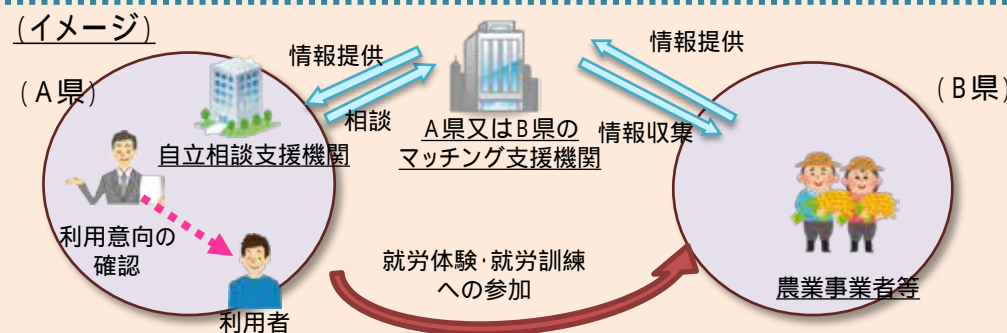 (イメージ)
(A県)
情報提供
相談
自立相談支援機関
利用意向の
確認
利用者
A県又はB県の
マッチング支援機関
情報提供
情報収集
(B県)
農業事業者等
就労体験・就労訓練
への参加